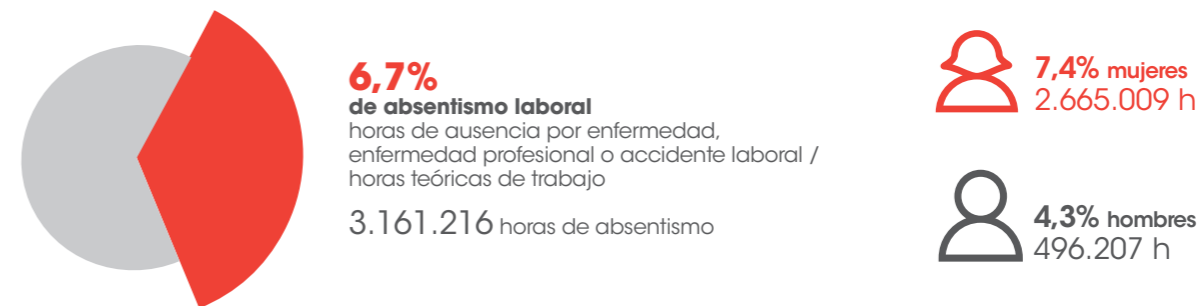 6,7%
de absentismo laboral
horas de ausencia por enfermedad,
enfermedad profesional o accidente laboral /
horas teóricas de trabajo
3.161.216 horas de absentismo
7,4% mujeres
2.665.009 h
4,3% hombres
496.207 h